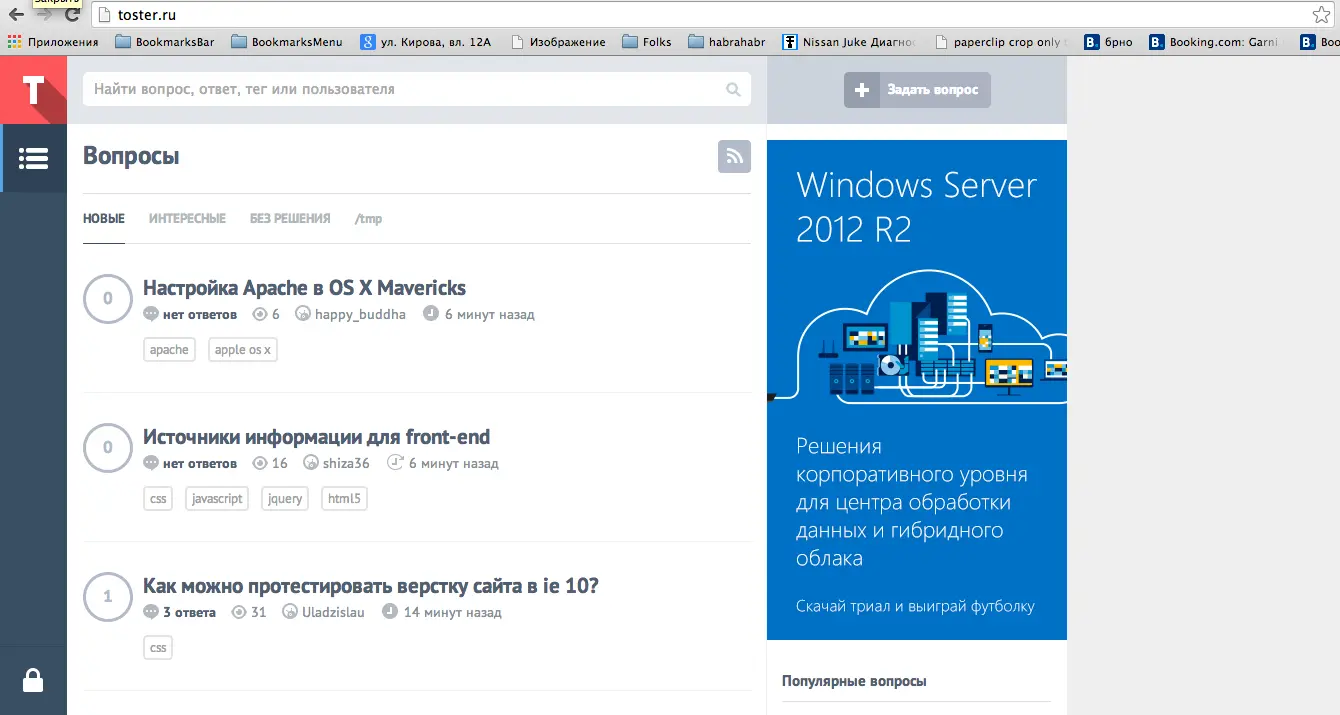 Закрыть
toster.ru
Приложения BookmarksBar BookmarksMenu ул. Кирова, вл. 12А Изображение Folks habrahabr Nissan Juke Диагно paperclip crop only брно Booking.com: Garni Boo
T
Найти вопрос, ответ, тег или пользователя
Задать вопрос
Вопросы
НОВЫЕ ИНТЕРЕСНЫЕ БЕЗ РЕШЕНИЯ /tmp
0
Настройка Apache в OS X Mavericks
нет ответов 6 happy_buddha 6 минут назад
apache apple os x
0
Источники информации для front-end
нет ответов 16 shiza36 6 минут назад
css javascript jquery html5
1
Как можно протестировать верстку сайта в ie 10?
3 ответа 31 Uladzislau 14 минут назад
css
Windows Server
2012 R2
Решения
корпоративного уровня
для центра обработки
данных и гибридного
облака
Скачай триал и выиграй футболку
Популярные вопросы